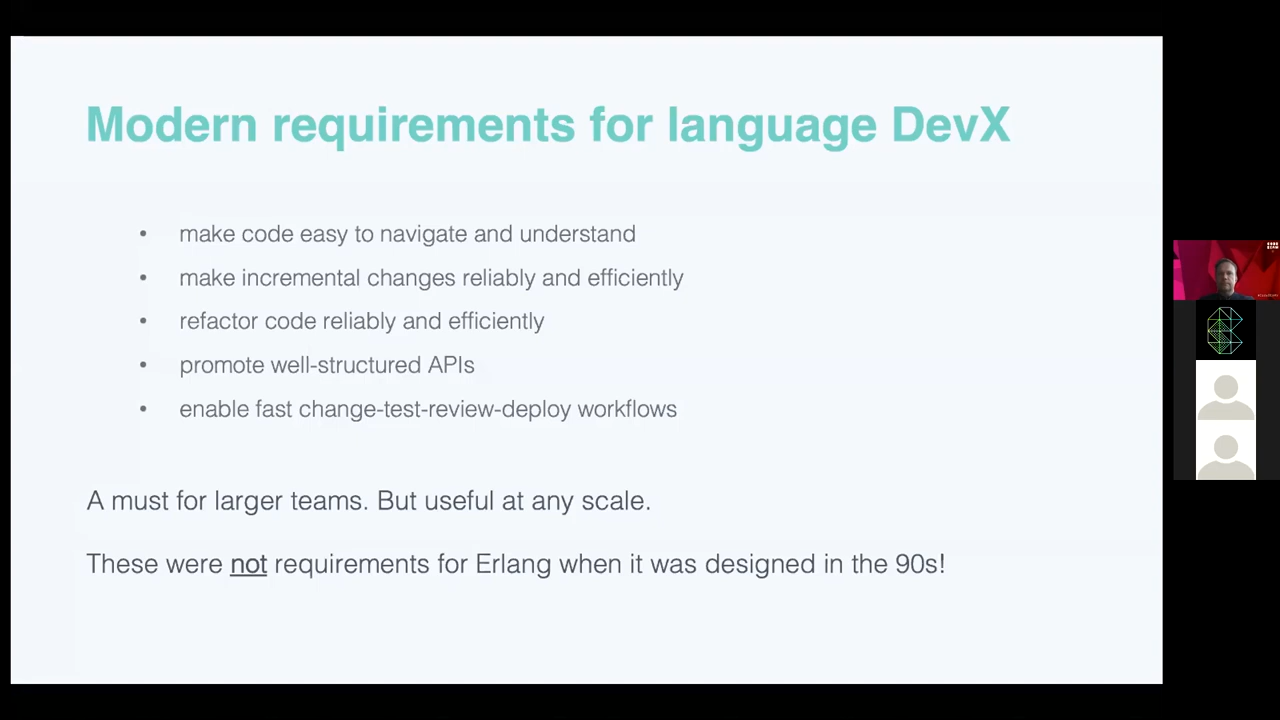 Modern requirements for language DevX
• make code easy to navigate and understand
• make incremental changes reliably and efficiently
• refactor code reliably and efficiently
• promote well-structured APIs
• enable fast change-test-review-deploy workflows
A must for larger teams. But useful at any scale.
These were not requirements for Erlang when it was designed in the 90s!